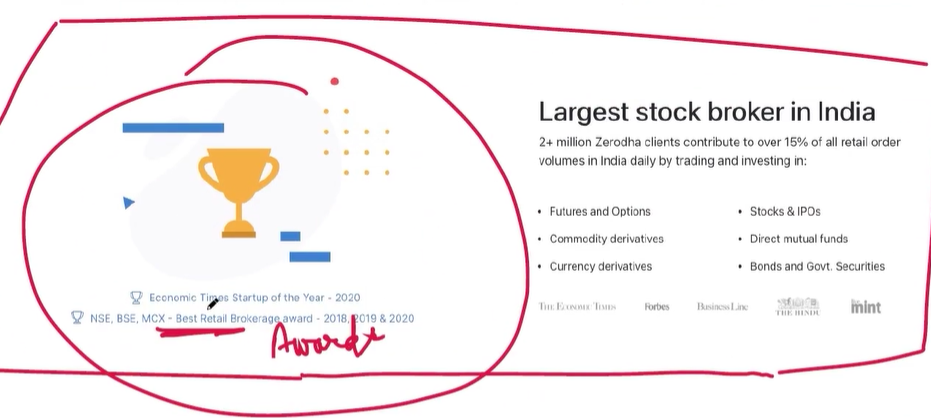 Largest stock broker in India
2+ million Zerodha clients contribute to over 15% of all retail order
volumes in India daily by trading and investing in:
• Futures and Options
• Commodity derivatives
• Currency derivatives
• Stocks & IPOs
• Direct mutual funds
• Bonds and Govt. Securities
Economic Times Startup of the Year - 2020
NSE, BSE, MCX - Best Retail Brokerage award - 2018, 2019 & 2020
Awards
THE ECONOMIC TIMES
Forbes
BusinessLine
THE HINDU
mint